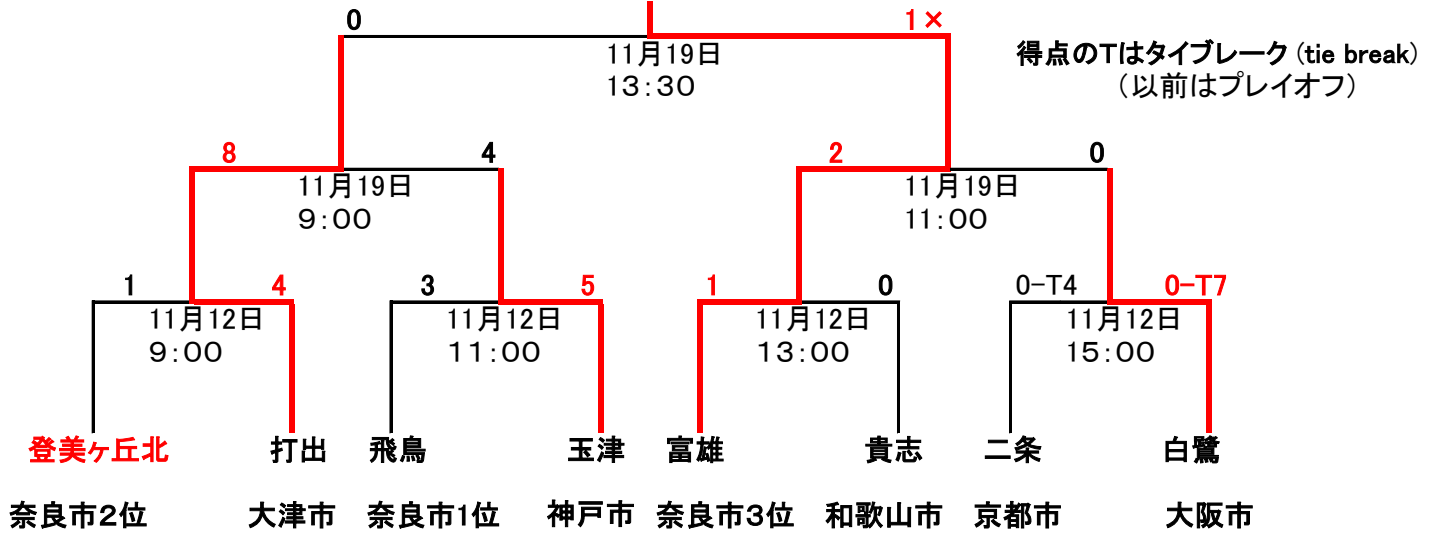 0
1×
11月19日
13:30
得点のTはタイブレーク(tie break)
(以前はプレイオフ)
8
4
11月19日
9:00
2
0
11月19日
11:00
1
4
11月12日
9:00
3
5
11月12日
11:00
1
0
11月12日
13:00
0-T4
0-T7
11月12日
15:00
登美ヶ丘北
打出
飛鳥
玉津
富雄
貴志
二条
白鷺
奈良市2位
大津市
奈良市1位
神戸市
奈良市3位
和歌山市
京都市
大阪市